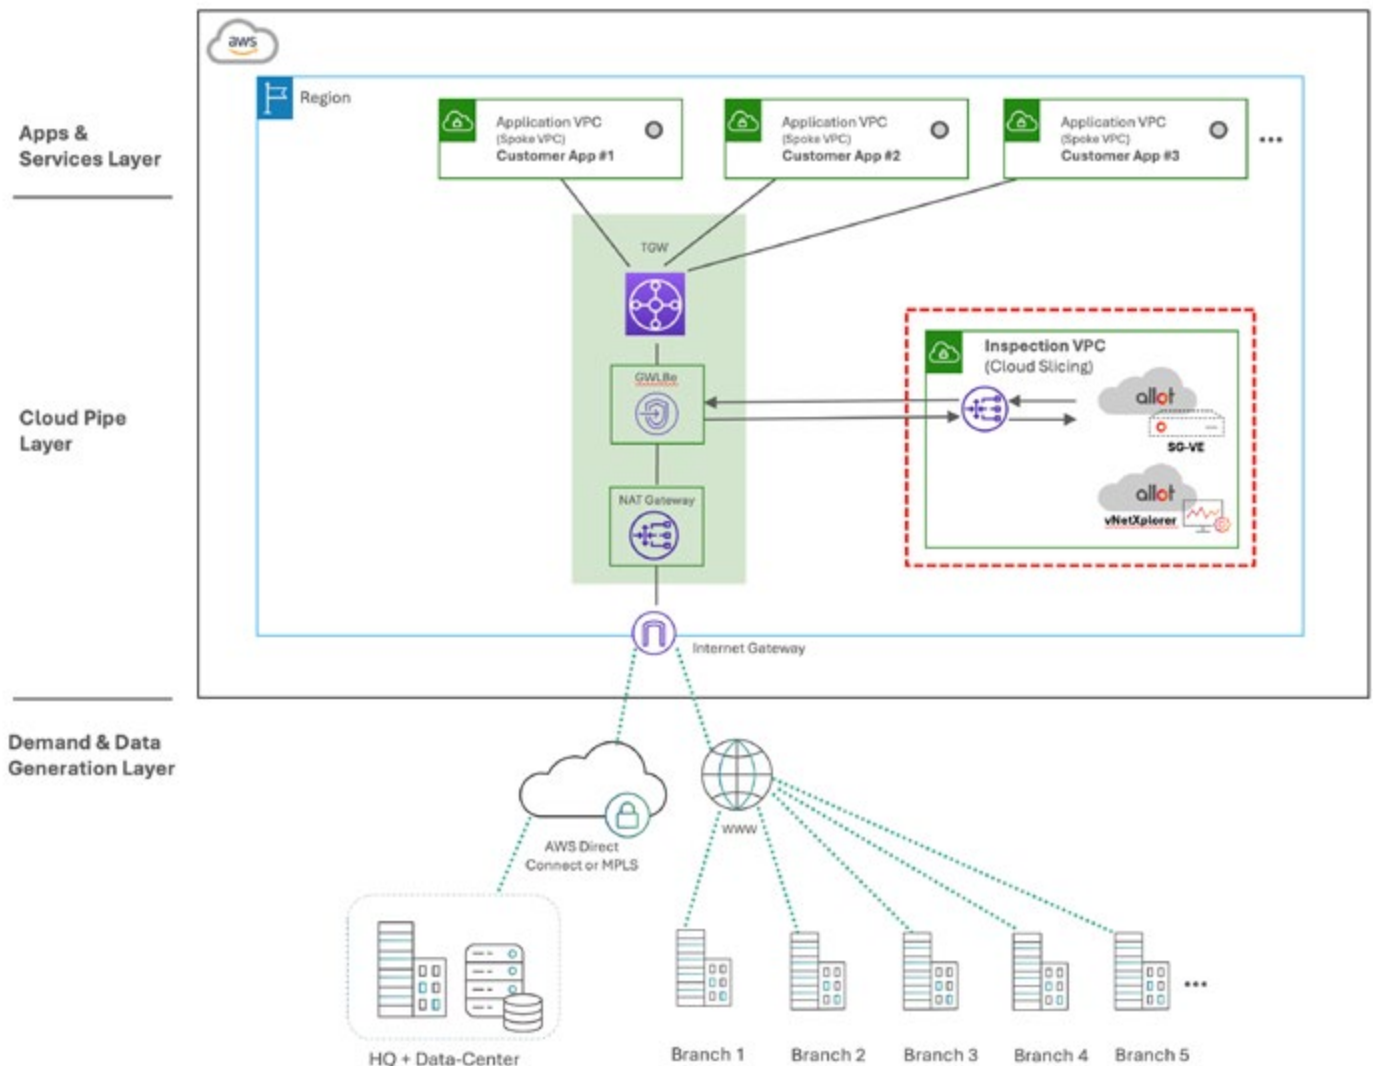 aws
Region
Apps &
Services Layer
Application VPC
(Spoke VPC)
Customer App #1
Application VPC
(Spoke VPC)
Customer App #2
Application VPC
(Spoke VPC)
Customer App #3
...
TGW
Cloud Pipe
Layer
GWLBe
NAT Gateway
Inspection VPC
(Cloud Slicing)
allot
SG-VE
allot
vNetXplorer
Internet Gateway
Demand & Data
Generation Layer
AWS Direct
Connect or MPLS
WWW
HQ + Data-Center
Branch 1
Branch 2
Branch 3
Branch 4
Branch 5
...